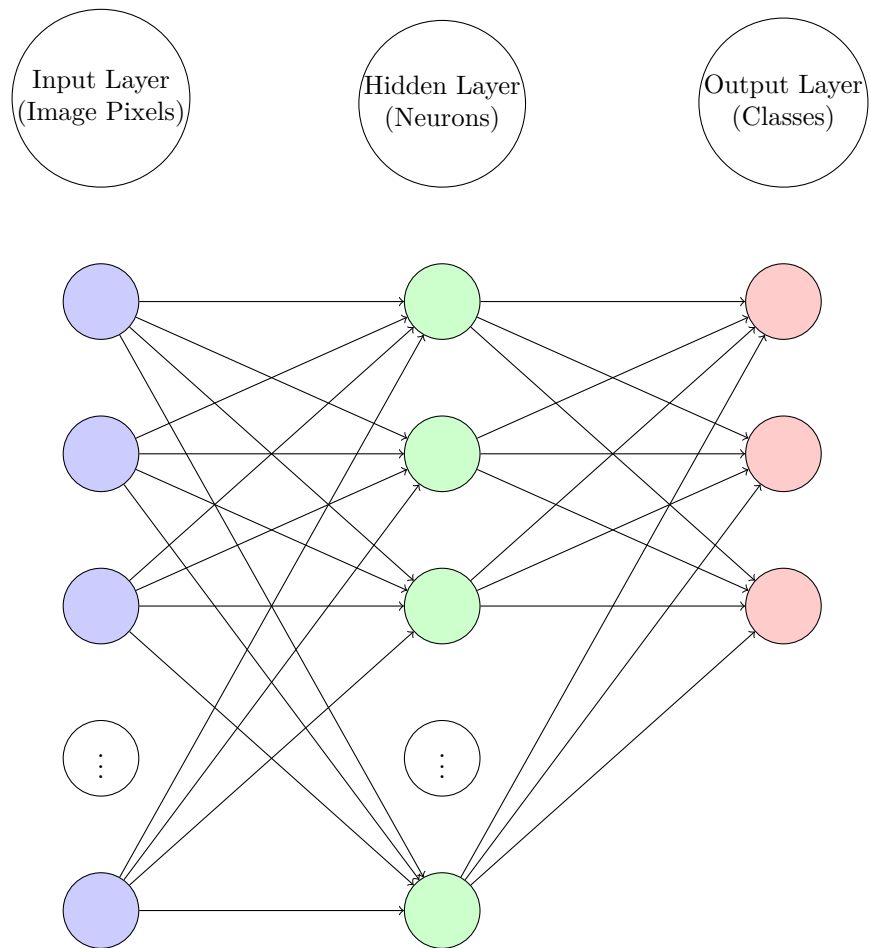 Input Layer
(Image Pixels)
Hidden Layer
(Neurons)
Output Layer
(Classes)
⋮
⋮